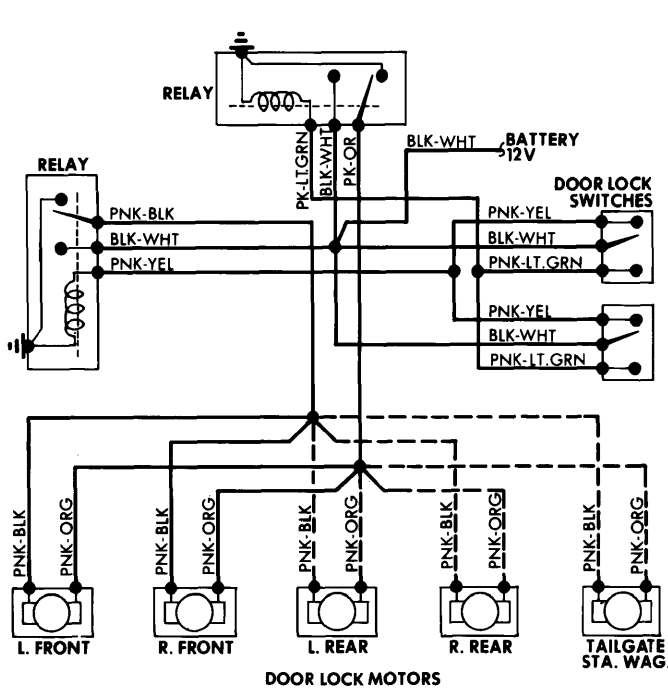 RELAY
PK-LT.GRN
BLK-WHT
PK-OR
BLK-WHT
BATTERY
12V
RELAY
DOOR LOCK
SWITCHES
PNK-BLK
BLK-WHT
PNK-YEL
PNK-YEL
BLK-WHT
PNK-LT.GRN
PNK-YEL
BLK-WHT
PNK-LT.GRN
PNK-BLK
PNK-ORG
PNK-BLK
PNK-ORG
PNK-BLK
PNK-ORG
PNK-BLK
PNK-ORG
PNK-BLK
PNK-ORG
L. FRONT
R. FRONT
L. REAR
R. REAR
TAILGATE
STA. WAG.
DOOR LOCK MOTORS